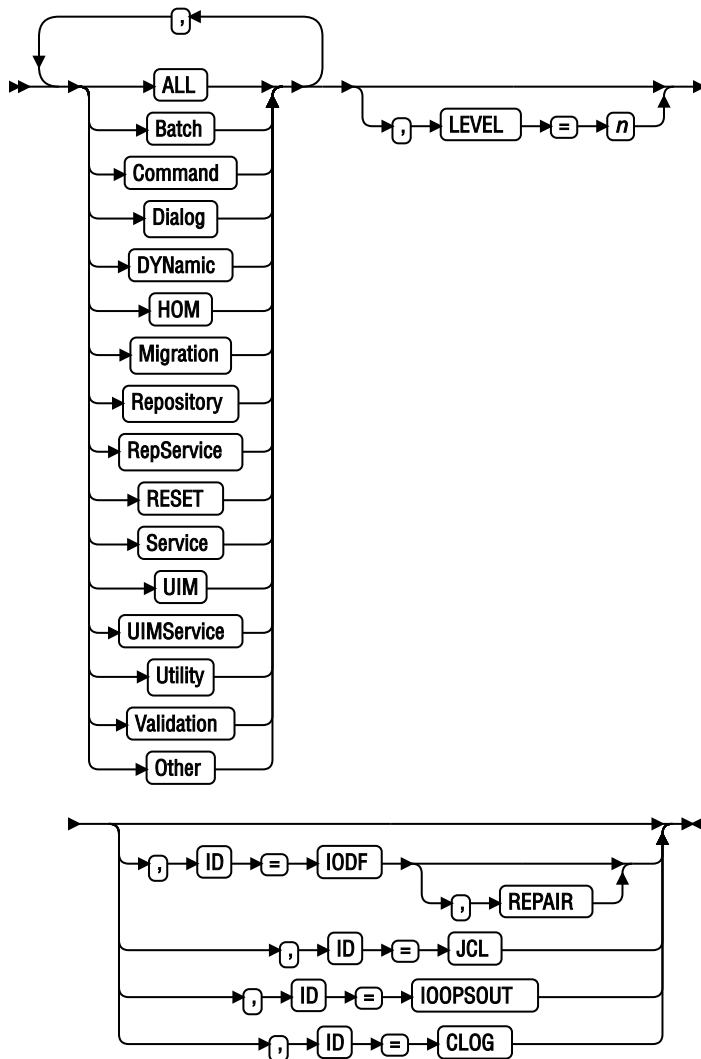 ,
ALL
, LEVEL = n
Batch
Command
Dialog
DYNamic
HOM
Migration
Repository
RepService
RESET
Service
UIM
UIMService
Utility
Validation
Other
, ID = IODF
, REPAIR
, ID = JCL
, ID = IOOPSOUT
, ID = CLOG